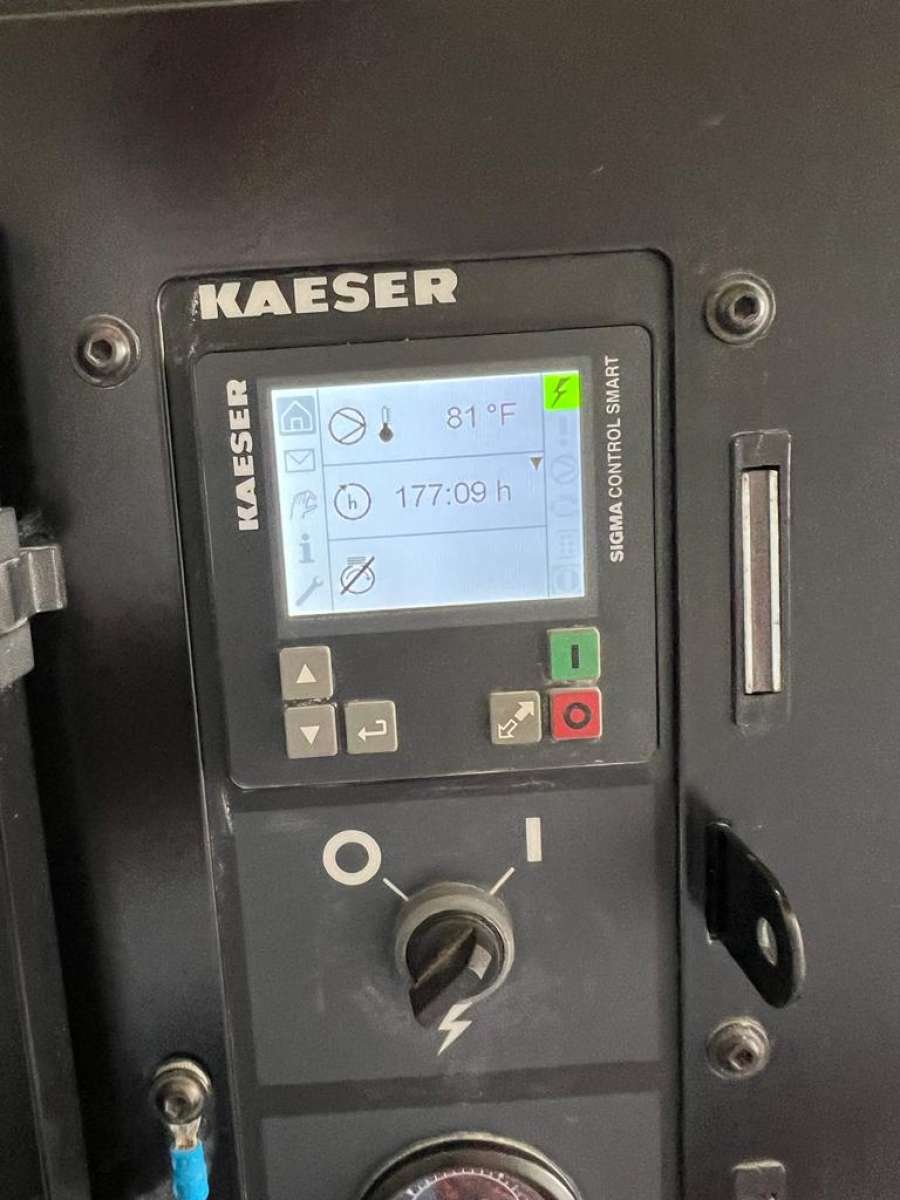 KAESER
KAESER
SIGMA CONTROL SMART
81 °F
h 177:09 h
i
I
O
O I